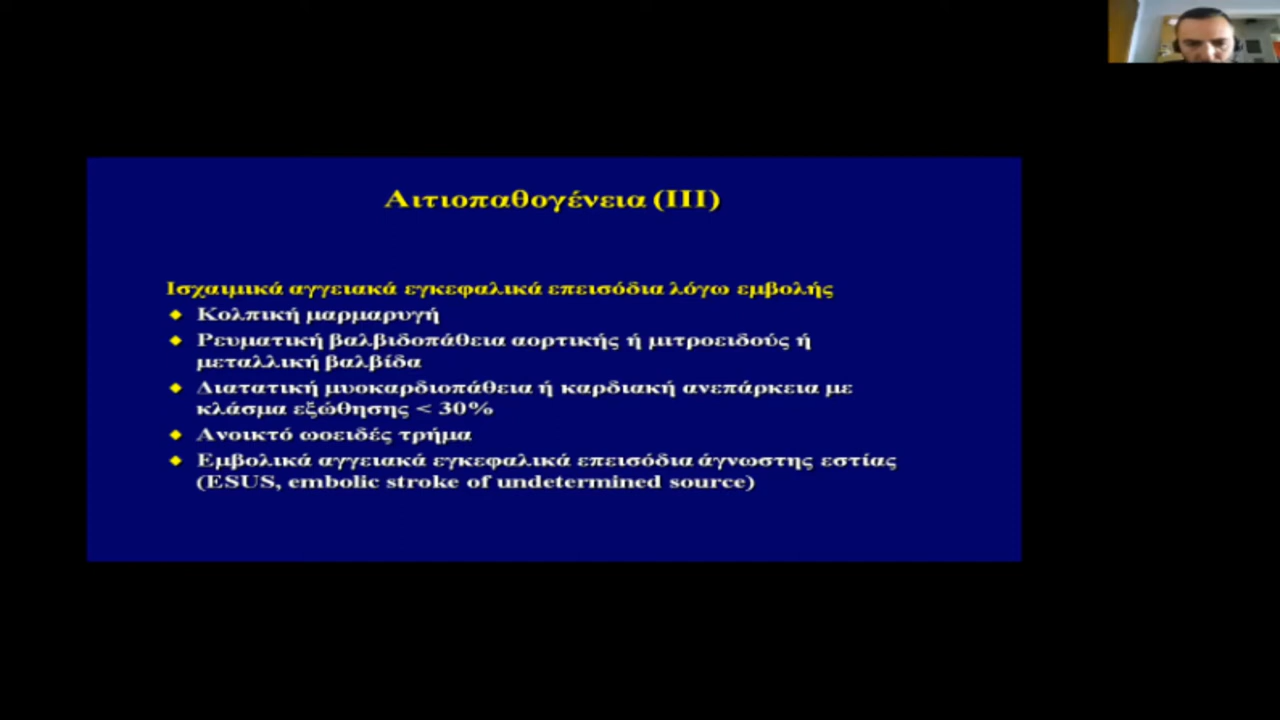 Αιτιοπαθογένεια (ΙΙΙ)
Ισχαιμικά αγγειακά εγκεφαλικά επεισόδια λόγω εμβολής
Κολπική μαρμαρυγή
Ρευματική βαλβιδοπάθεια αορτικής ή μιτροειδούς ή
μεταλλική βαλβίδα
Διατατική μυοκαρδιοπάθεια ή καρδιακή ανεπάρκεια με
κλάσμα εξώθησης < 30%
Ανοικτό ωοειδές τρήμα
Εμβολικά αγγειακά εγκεφαλικά επεισόδια άγνωστης εστίας
(ESUS, embolic stroke of undetermined source)